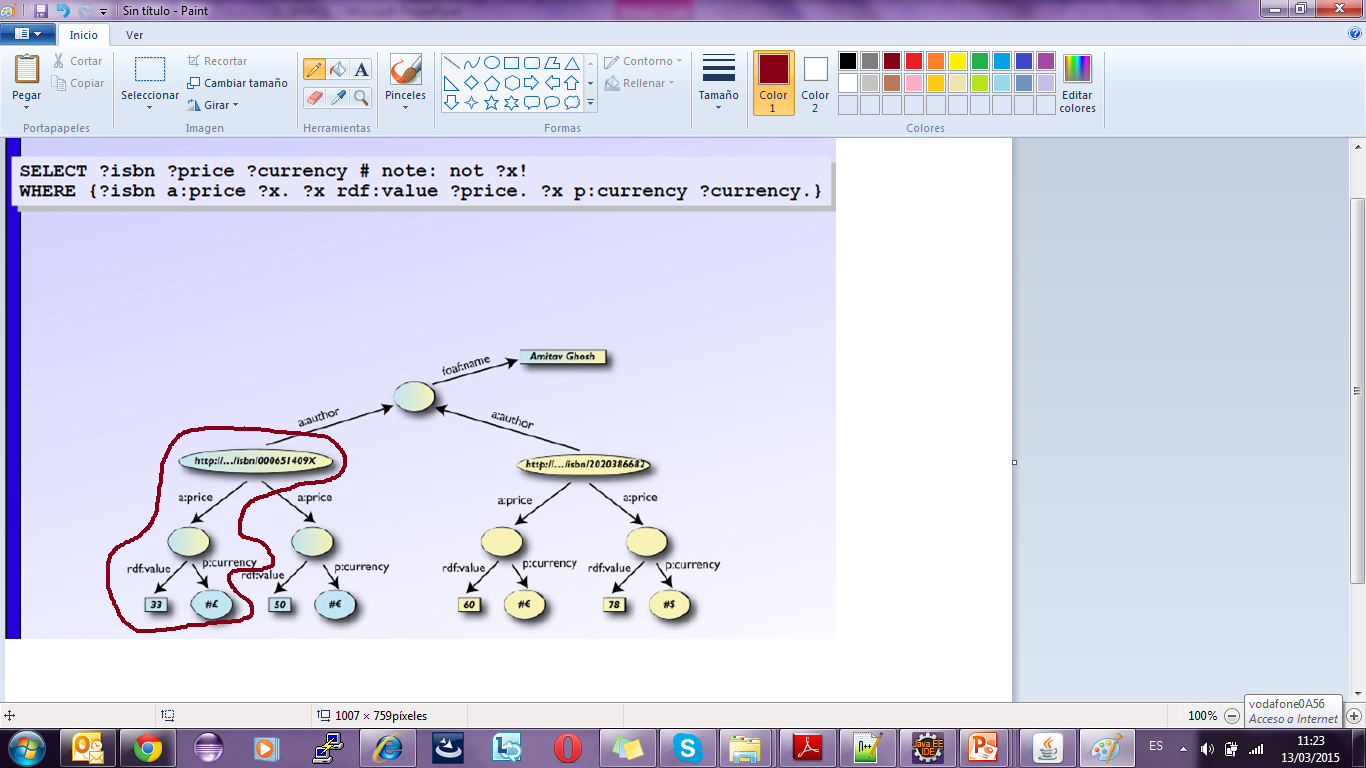 Sin título - Paint
Inicio
Ver
Pegar
Cortar
Copiar
Portapapeles
Seleccionar
Recortar
Cambiar tamaño
Girar
Imagen
A
Herramientas
Pinceles
Contorno
Rellenar
Formas
Tamaño
Color 1
Color 2
Editar colores
Colores
SELECT ?isbn ?price ?currency # note: not ?x!
WHERE {?isbn a:price ?x. ?x rdf:value ?price. ?x p:currency ?currency.}
foaf:name
Amitav Ghosh
a:author
a:author
http://.../isbn/000651409X
http://.../isbn/2020386682
a:price
a:price
a:price
a:price
rdf:value
p:currency
rdf:value
p:currency
rdf:value
p:currency
rdf:value
p:currency
33
#£
50
#€
60
#€
78
#$
1007 × 759píxeles
100%
vodafone0A56
Acceso a Internet
Java EE
IDE
ES
11:23
13/03/2015